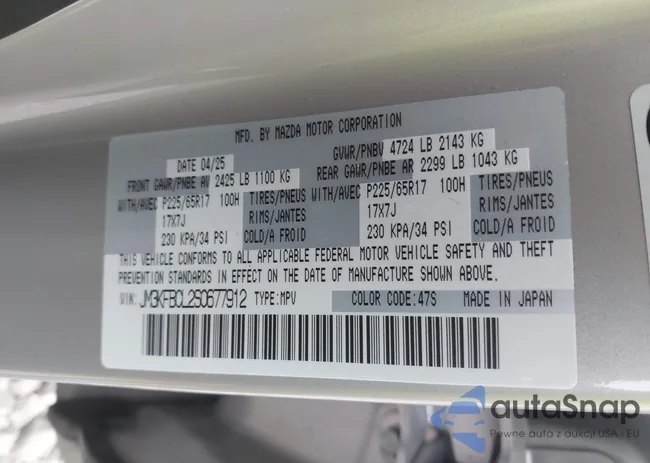 MFD. BY MAZDA MOTOR CORPORATION
DATE 04/25 GVWR/PNBV 4724 LB 2143 KG
FRONT GAWR/PNBE AV 2425 LB 1100 KG REAR GAWR/PNBE AR 2299 LB 1043 KG
WITH/AVEC P225/65R17 100H TIRES/PNEUS WITH/AVEC P225/65R17 100H TIRES/PNEUS
17X7J RIMS/JANTES 17X7J RIMS/JANTES
230 KPA/34 PSI COLD/A FROID 230 KPA/34 PSI COLD/A FROID
THIS VEHICLE CONFORMS TO ALL APPLICABLE FEDERAL MOTOR VEHICLE SAFETY AND THEFT
PREVENTION STANDARDS IN EFFECT ON THE DATE OF MANUFACTURE SHOWN ABOVE.
VIN: JM3KFBCL2S0677912 TYPE:MPV COLOR CODE:47S MADE IN JAPAN
autaSnap
Pewne auta z aukcji USA - EU